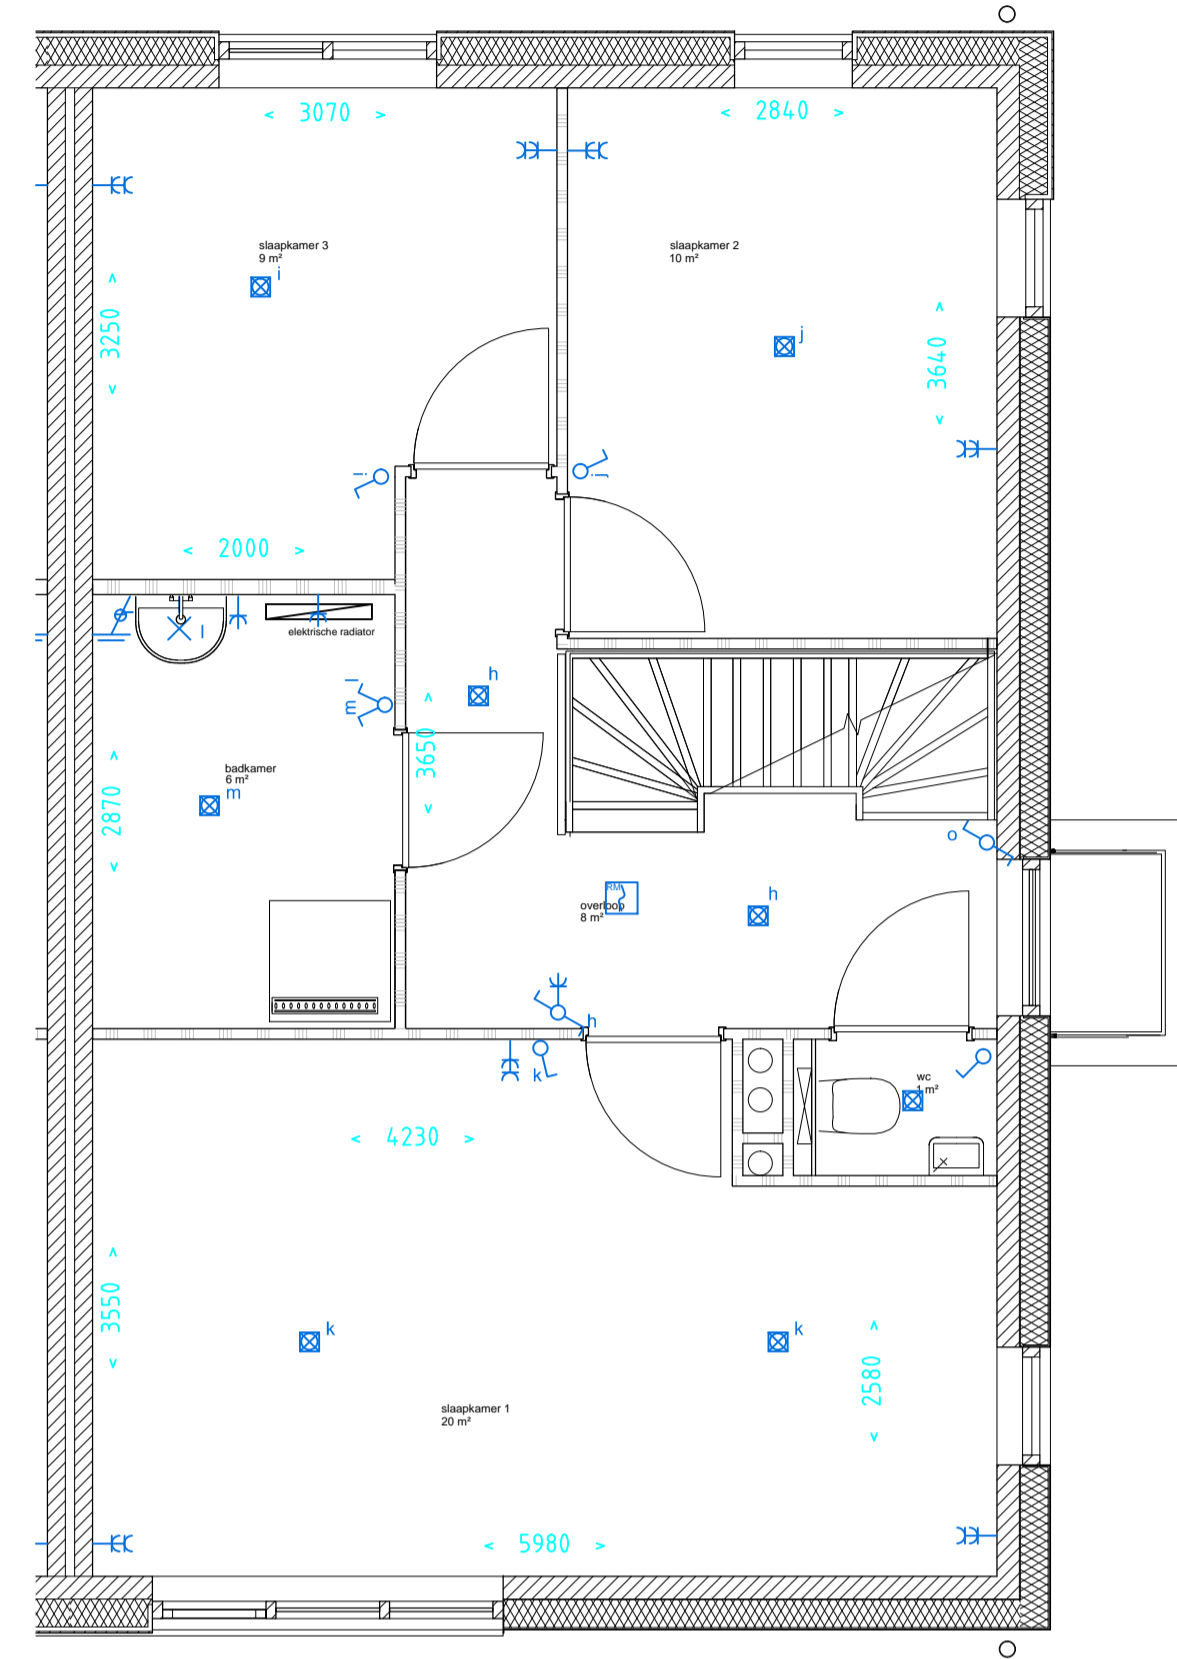 3070
2840
slaapkamer 3
9 m²
i
slaapkamer 2
10 m²
j
3250
3640
i
j
2000
l
elektrische radiator
h
l
m
3650
badkamer
6 m²
m
2870
o
RM
overloop
8 m²
h
h
k
wc
1 m²
4230
3550
k
k
2580
slaapkamer 1
20 m²
5980